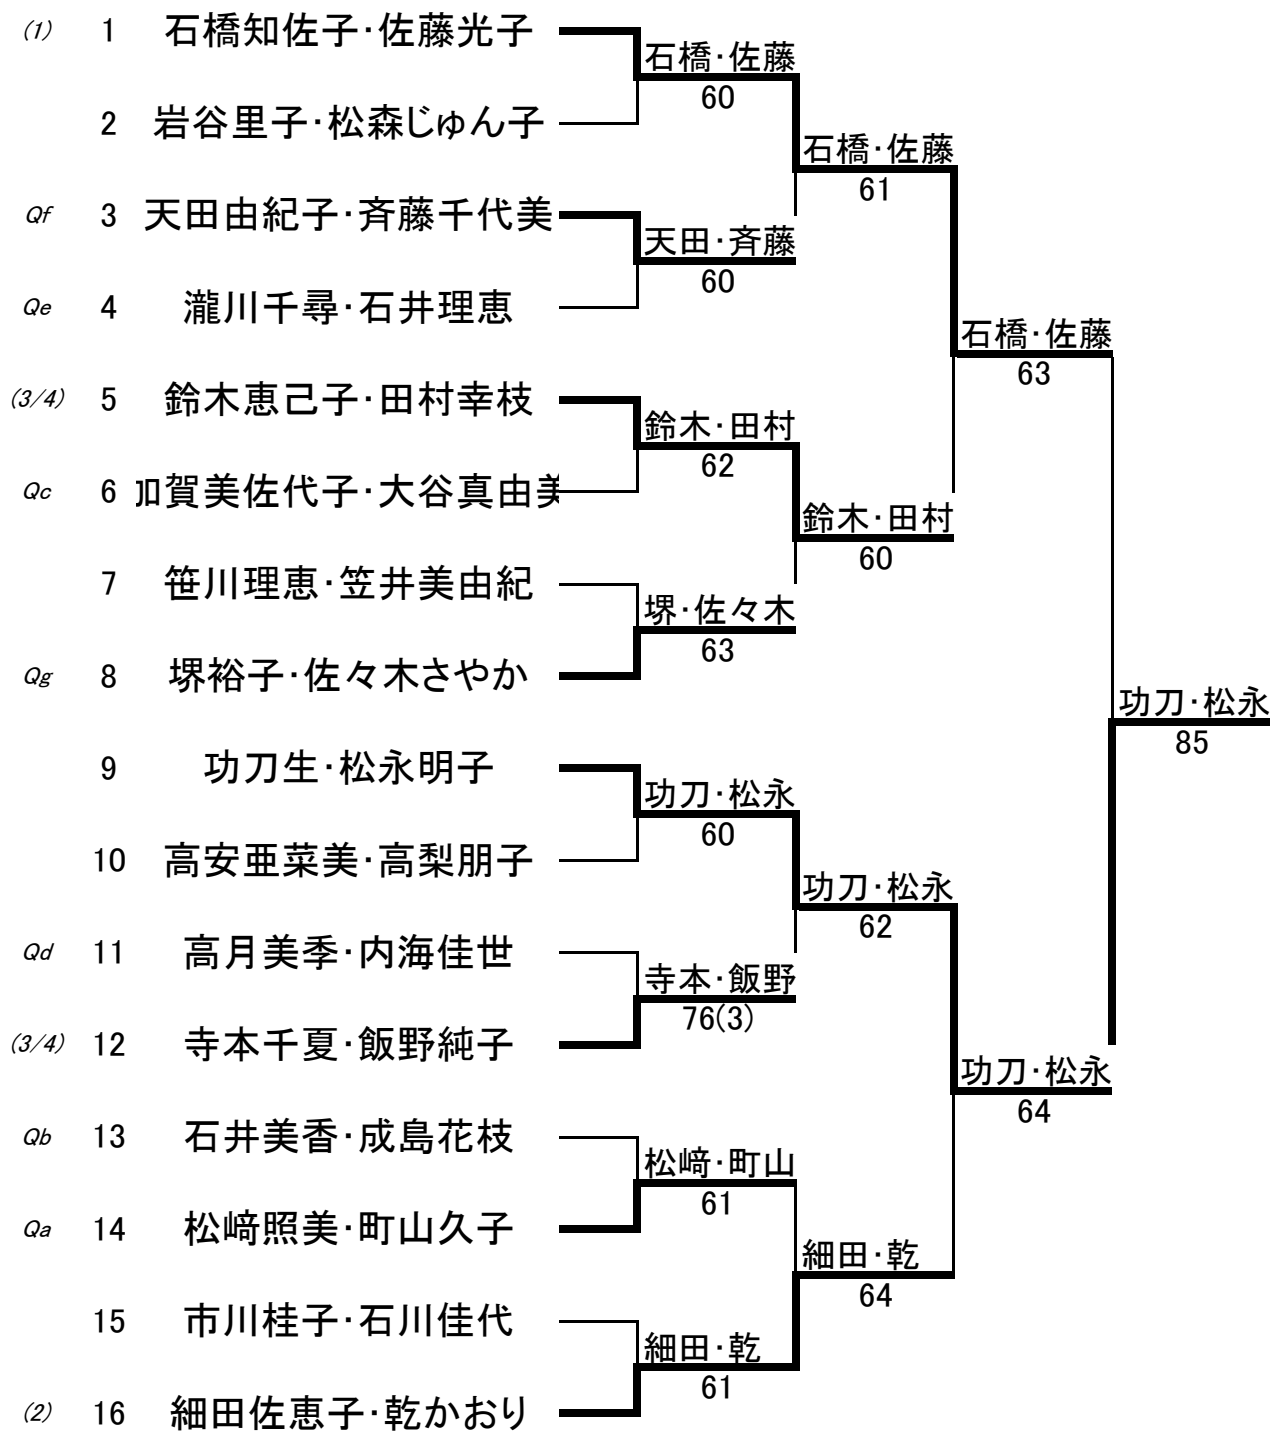 (1) 1 石橋知佐子・佐藤光子
石橋・佐藤
60
2 岩谷里子・松森じゅん子
石橋・佐藤
61
Qf 3 天田由紀子・斉藤千代美
天田・斉藤
60
Qe 4 瀧川千尋・石井理恵
石橋・佐藤
63
(3/4) 5 鈴木恵己子・田村幸枝
鈴木・田村
62
Qc 6 加賀美佐代子・大谷真由美
鈴木・田村
60
7 笹川理恵・笠井美由紀
堺・佐々木
63
Qg 8 堺裕子・佐々木さやか
功刀・松永
85
9 功刀生・松永明子
功刀・松永
60
10 高安亜菜美・高梨朋子
功刀・松永
62
Qd 11 高月美季・内海佳世
寺本・飯野
76(3)
(3/4) 12 寺本千夏・飯野純子
功刀・松永
64
Qb 13 石井美香・成島花枝
松﨑・町山
61
Qa 14 松﨑照美・町山久子
細田・乾
64
15 市川桂子・石川佳代
細田・乾
61
(2) 16 細田佐恵子・乾かおり